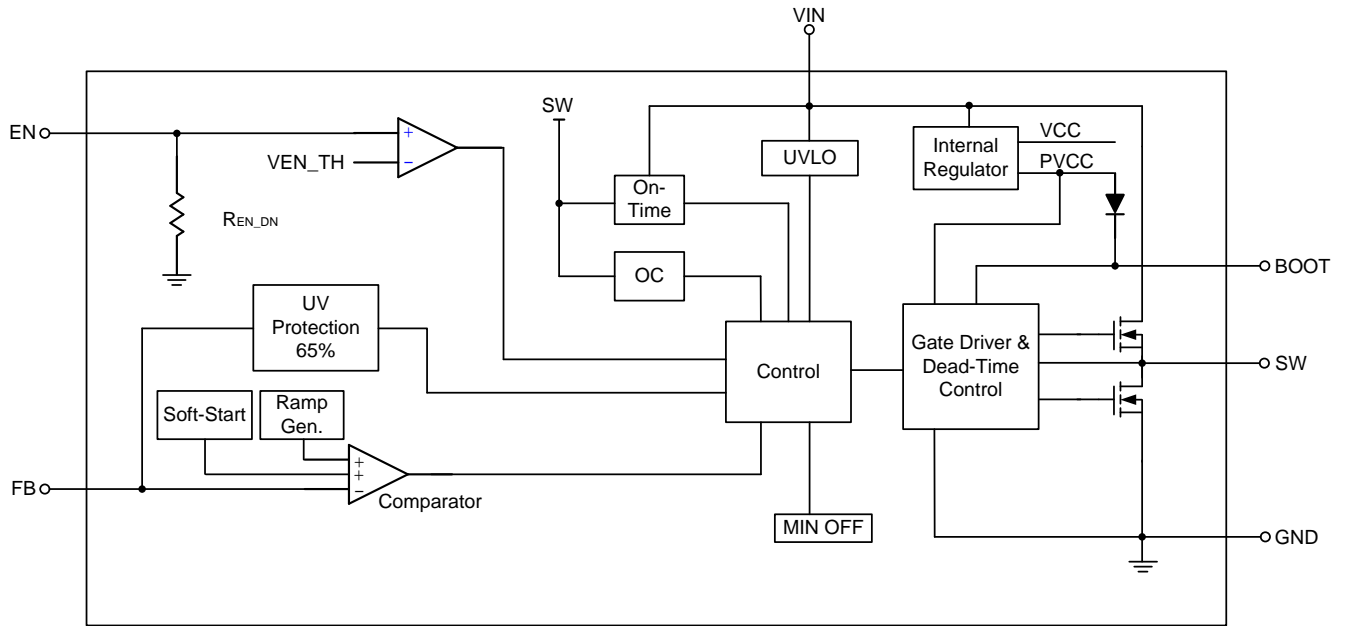 VIN
EN
VEN_TH
+
−
REN_DN
SW
On-
Time
OC
UVLO
Internal
Regulator
VCC
PVCC
BOOT
UV
Protection
65%
Control
Gate Driver &
Dead-Time
Control
SW
Soft-Start
Ramp
Gen.
+
+
−
Comparator
FB
MIN OFF
GND